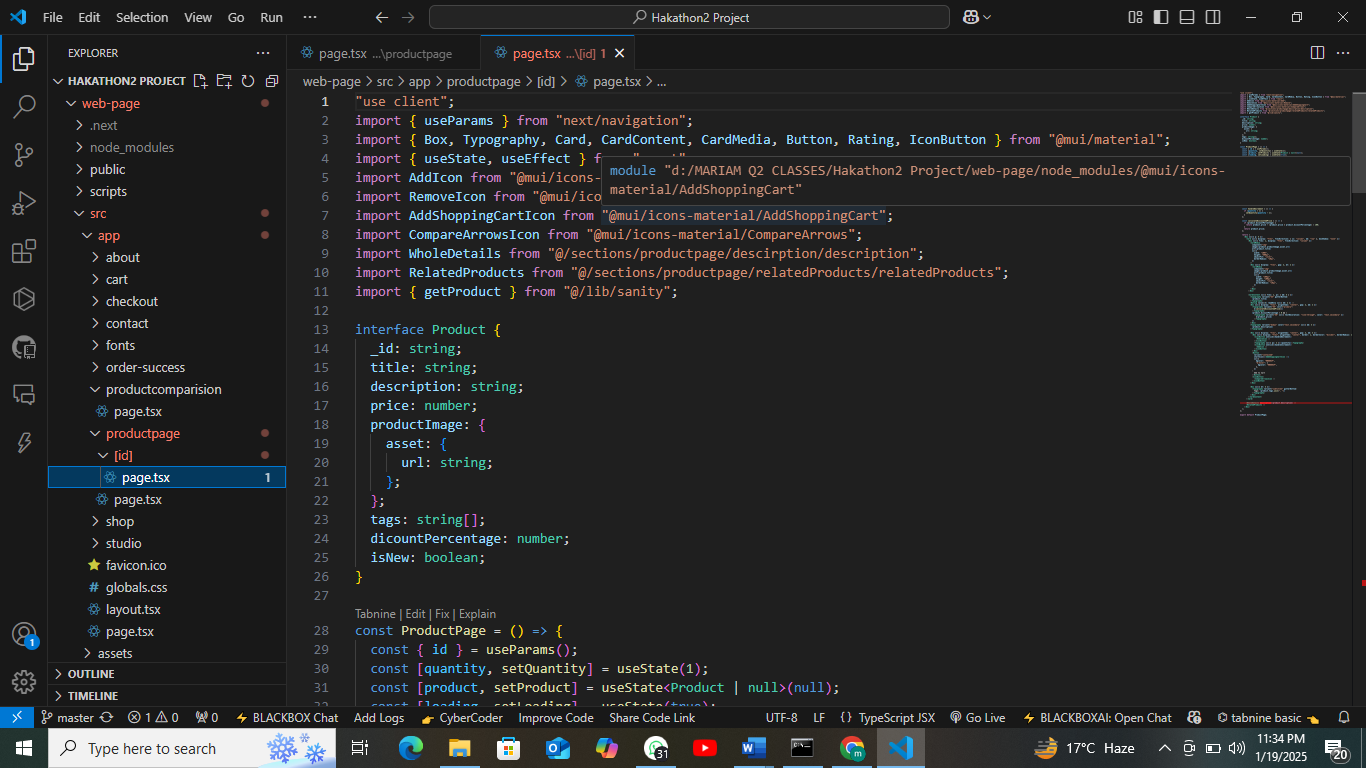 File Edit Selection View Go Run ··· Hakathon2 Project
EXPLORER ···
HAKATHON2 PROJECT
web-page
.next
node_modules
public
scripts
src
app
about
cart
checkout
contact
fonts
order-success
productcomparision
page.tsx
productpage
[id]
page.tsx 1
page.tsx
shop
studio
favicon.ico
globals.css
layout.tsx
page.tsx
assets
OUTLINE
TIMELINE
1
page.tsx ...\productpage page.tsx ...\[id] 1
web-page > src > app > productpage > [id] > page.tsx > ...
1 "use client";
2 import { useParams } from "next/navigation";
3 import { Box, Typography, Card, CardContent, CardMedia, Button, Rating, IconButton } from "@mui/material";
4 import { useState, useEffect } f
module "d:/MARIAM Q2 CLASSES/Hakathon2 Project/web-page/node_modules/@mui/icons-
material/AddShoppingCart"
5 import AddIcon from "@mui/icons-
6 import RemoveIcon from "@mui/ico
7 import AddShoppingCartIcon from "@mui/icons-material/AddShoppingCart";
8 import CompareArrowsIcon from "@mui/icons-material/CompareArrows";
9 import WholeDetails from "@/sections/productpage/descirption/description";
10 import RelatedProducts from "@/sections/productpage/relatedProducts/relatedProducts";
11 import { getProduct } from "@/lib/sanity";
12
13 interface Product {
14 _id: string;
15 title: string;
16 description: string;
17 price: number;
18 productImage: {
19 asset: {
20 url: string;
21 };
22 };
23 tags: string[];
24 dicountPercentage: number;
25 isNew: boolean;
26 }
27
Tabnine | Edit | Fix | Explain
28 const ProductPage = () => {
29 const { id } = useParams();
30 const [quantity, setQuantity] = useState(1);
31 const [product, setProduct] = useState<Product | null>(null);
master 1 0 0 BLACKBOX Chat Add Logs CyberCoder Improve Code Share Code Link UTF-8 LF {} TypeScript JSX Go Live BLACKBOXAI: Open Chat tabnine basic
Type here to search 31 17°C Haze 11:34 PM
1/19/2025
20